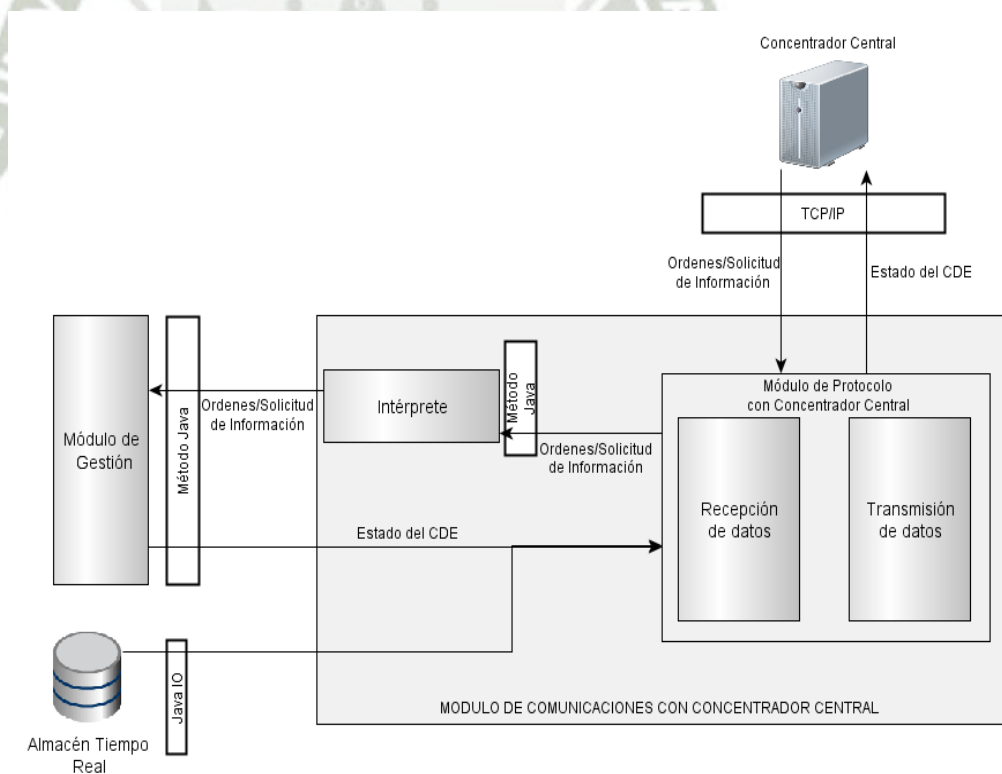 Concentrador Central
TCP/IP
Ordenes/Solicitud
de Información
Estado del CDE
Módulo de Protocolo
con Concentrador Central
Recepción
de datos
Transmisión
de datos
Método
Java
Ordenes/Solicitud
de Información
Intérprete
Ordenes/Solicitud
de Información
Método Java
Módulo de
Gestión
Estado del CDE
Java IO
Almacén Tiempo
Real
MODULO DE COMUNICACIONES CON CONCENTRADOR CENTRAL